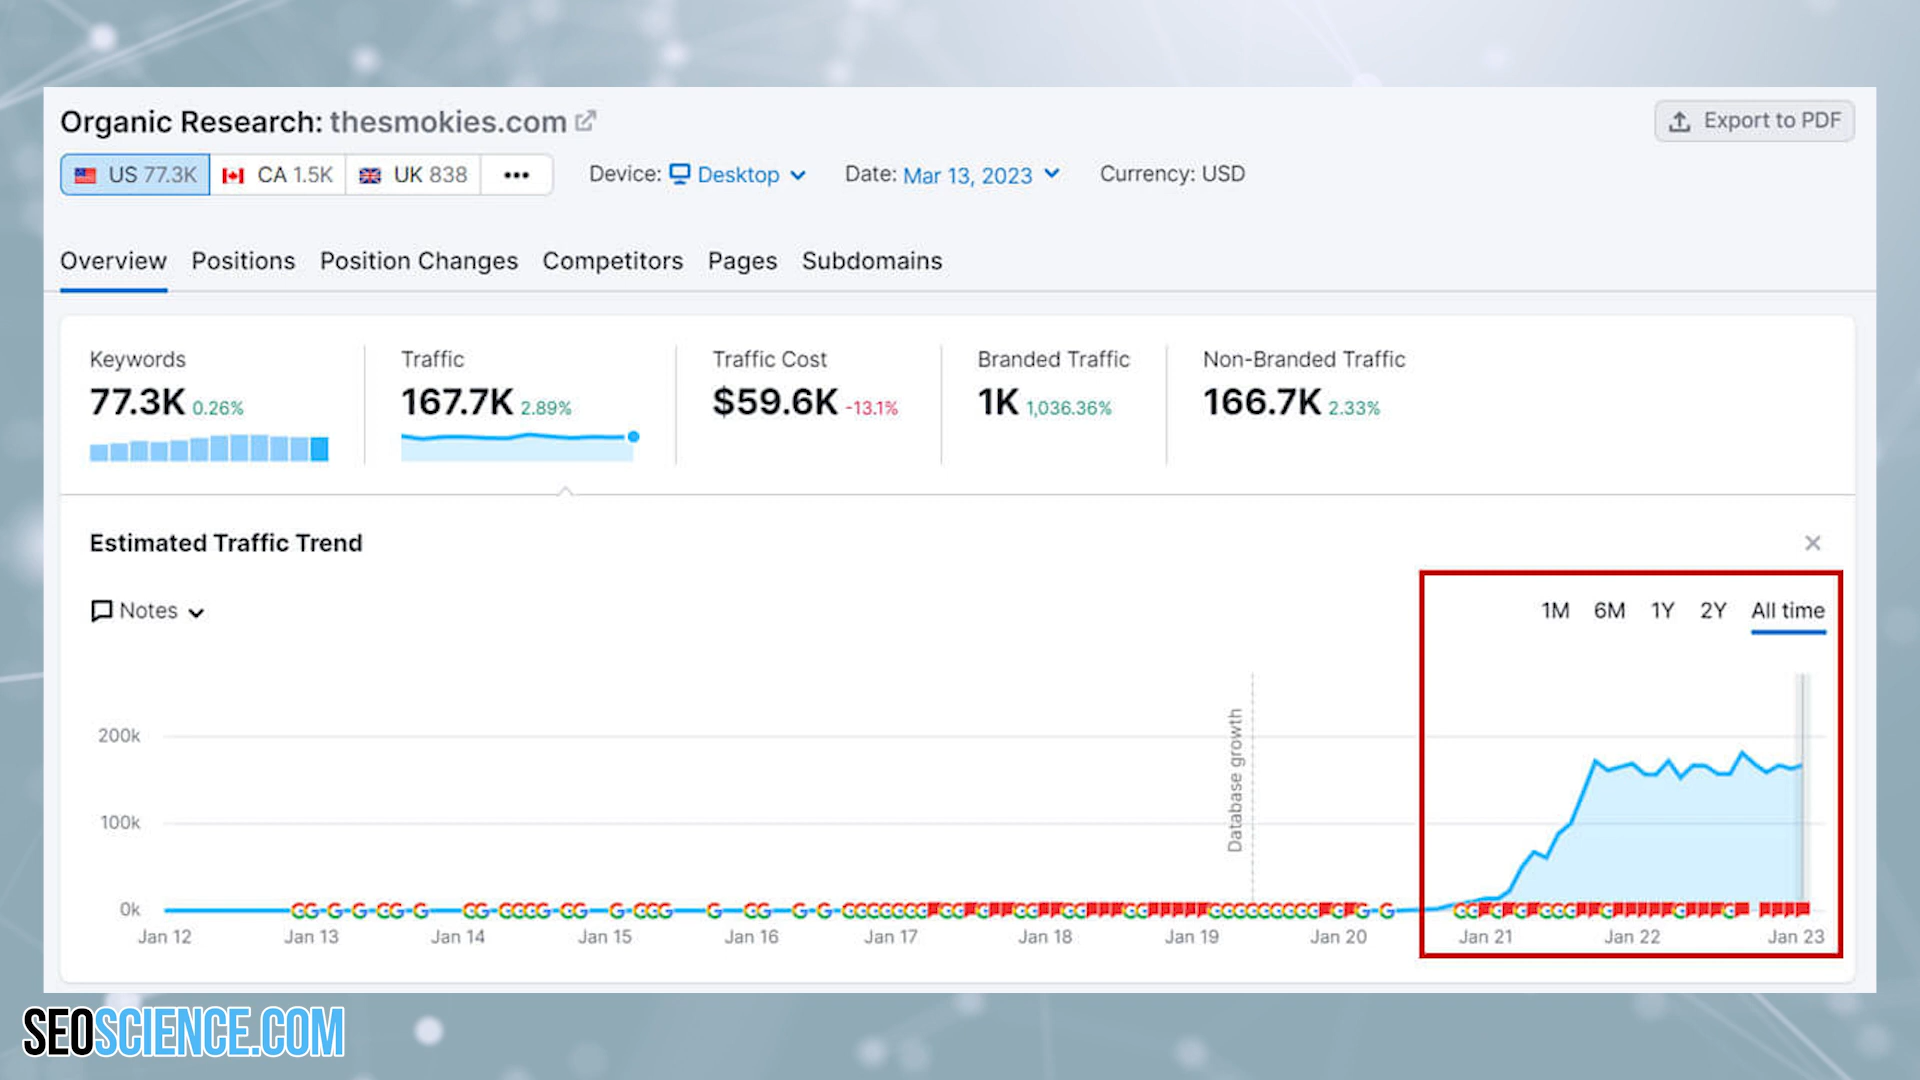 Organic Research: thesmokies.com
Export to PDF
US 77.3K CA 1.5K UK 838 •••
Device: Desktop Date: Mar 13, 2023 Currency: USD
Overview Positions Position Changes Competitors Pages Subdomains
Keywords Traffic Traffic Cost Branded Traffic Non-Branded Traffic
77.3K 0.26% 167.7K 2.89% $59.6K -13.1% 1K 1,036.36% 166.7K 2.33%
Estimated Traffic Trend
Notes
1M 6M 1Y 2Y All time
200k
100k
0k
Database growth
Jan 12 Jan 13 Jan 14 Jan 15 Jan 16 Jan 17 Jan 18 Jan 19 Jan 20 Jan 21 Jan 22 Jan 23
SEOSCIENCE.COM